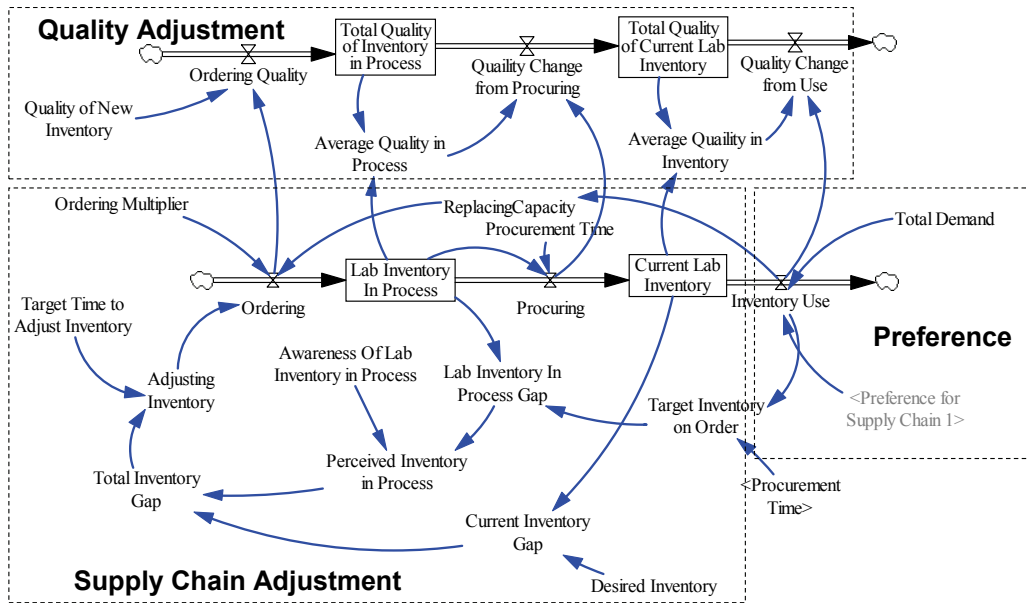 Quality Adjustment
Total Quality
of Inventory
in Process
Total Quality
of Current Lab
Inventory
Ordering Quality
Quaility Change
from Procuring
Quality Change
from Use
Quality of New
Inventory
Average Quality in
Process
Average Quaility in
Inventory
Ordering Multiplier
ReplacingCapacity
Procurement Time
Total Demand
Lab Inventory
In Process
Current Lab
Inventory
Ordering
Procuring
Inventory Use
Target Time to
Adjust Inventory
Preference
Awareness Of Lab
Inventory in Process
Lab Inventory In
Process Gap
Adjusting
Inventory
Target Inventory
on Order
<Preference for
Supply Chain 1>
Total Inventory
Gap
Perceived Inventory
in Process
<Procurement
Time>
Current Inventory
Gap
Desired Inventory
Supply Chain Adjustment